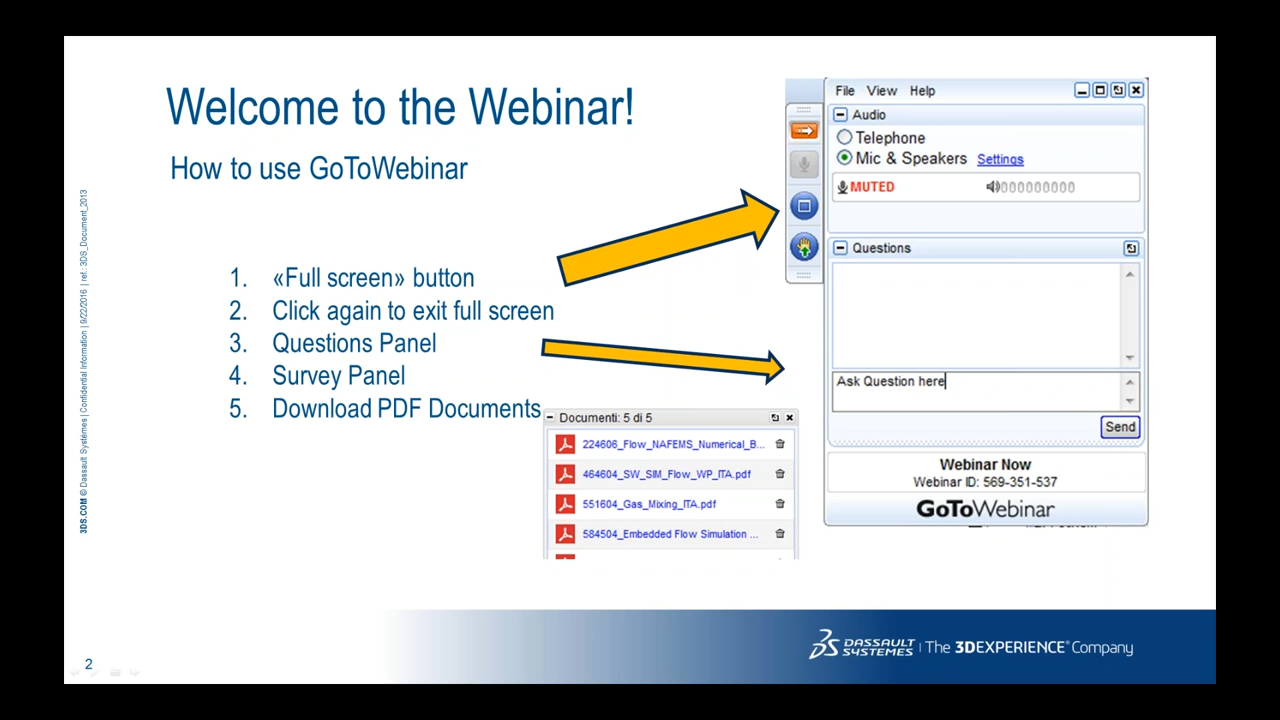 Welcome to the Webinar!
How to use GoToWebinar
1. «Full screen» button
2. Click again to exit full screen
3. Questions Panel
4. Survey Panel
5. Download PDF Documents
File View Help
Audio
Telephone
Mic & Speakers Settings
MUTED
000000000
Questions
Ask Question here
Send
Webinar Now
Webinar ID: 569-351-537
GoToWebinar
Documenti: 5 di 5
224606_Flow_NAFEMS_Numerical_B...
464604_SW_SIM_Flow_WP_ITA.pdf
551604_Gas_Mixing_ITA.pdf
584504_Embedded Flow Simulation ...
3DS.COM © Dassault Systèmes | Confidential Information | 9/22/2016 | ref.: 3DS_Document_2013
2
DASSAULT SYSTEMES | The 3DEXPERIENCE® Company